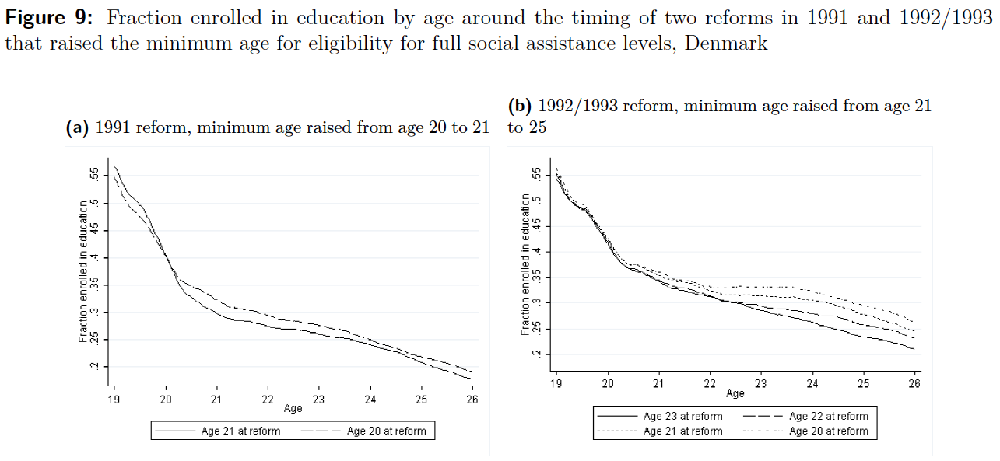 Figure 9: Fraction enrolled in education by age around the timing of two reforms in 1991 and 1992/1993
that raised the minimum age for eligibility for full social assistance levels, Denmark
(a) 1991 reform, minimum age raised from age 20 to 21
Fraction enrolled in education
.55
.5
.45
.4
.35
.3
.25
.2
19 20 21 22 23 24 25 26
Age
Age 21 at reform Age 20 at reform
(b) 1992/1993 reform, minimum age raised from age 21
to 25
Fraction enrolled in education
.55
.5
.45
.4
.35
.3
.25
.2
19 20 21 22 23 24 25 26
Age
Age 23 at reform Age 22 at reform
Age 21 at reform Age 20 at reform